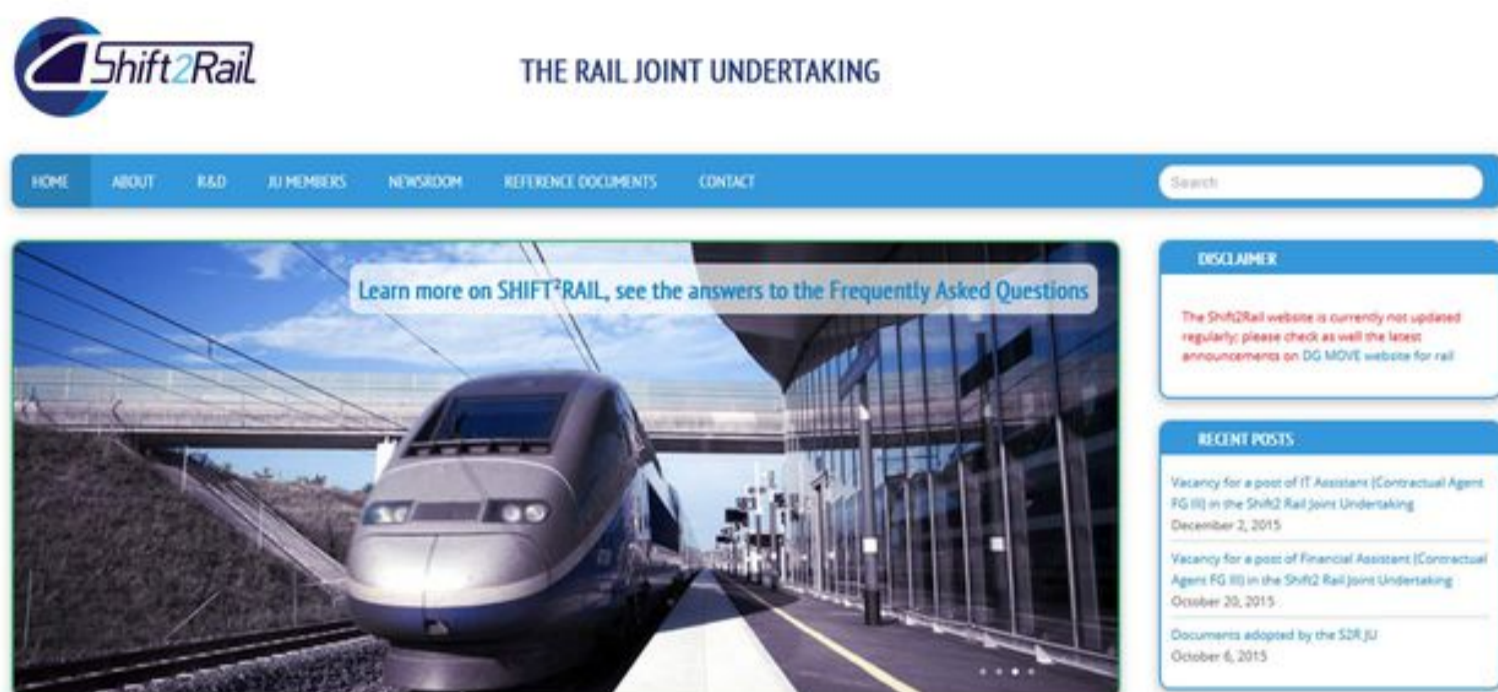 Shift2Rail
THE RAIL JOINT UNDERTAKING
HOME ABOUT R&D JU MEMBERS NEWSROOM REFERENCE DOCUMENTS CONTACT
Search
Learn more on SHIFT²RAIL, see the answers to the Frequently Asked Questions
DISCLAIMER
The Shift2Rail website is currently not updated
regularly; please check as well the latest
announcements on DG MOVE website for rail
RECENT POSTS
Vacancy for a post of IT Assistant (Contractual Agent
FG III) in the Shift2 Rail Joint Undertaking
December 2, 2015
Vacancy for a post of Financial Assistant (Contractual
Agent FG III) in the Shift2 Rail Joint Undertaking
October 20, 2015
Documents adopted by the S2R JU
October 6, 2015